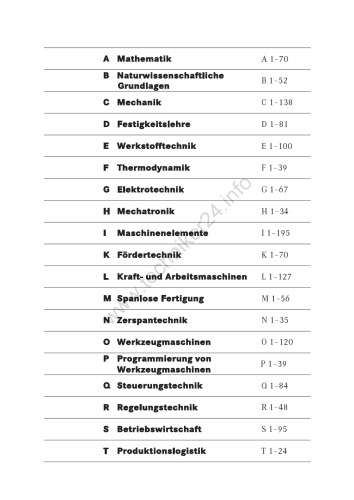 A Mathematik A 1–70
B Naturwissenschaftliche
Grundlagen B 1–52
C Mechanik C 1–138
D Festigkeitslehre D 1–81
E Werkstofftechnik E 1–100
F Thermodynamik F 1–39
G Elektrotechnik G 1–67
H Mechatronik H 1–34
I Maschinenelemente I 1–195
K Fördertechnik K 1–70
L Kraft- und Arbeitsmaschinen L 1–127
M Spanlose Fertigung M 1–56
N Zerspantechnik N 1–35
O Werkzeugmaschinen O 1–120
P Programmierung von
Werkzeugmaschinen P 1–39
Q Steuerungstechnik Q 1–84
R Regelungstechnik R 1–48
S Betriebswirtschaft S 1–95
T Produktionslogistik T 1–24
www.techniker24.info